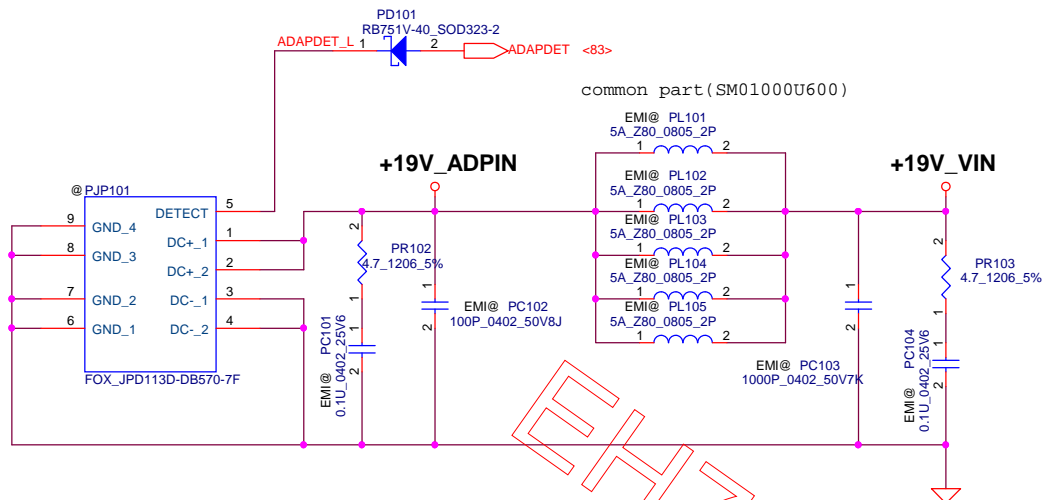 PD101
RB751V-40_SOD323-2
ADAPDET_L 1 2 ADAPDET <83>
common part(SM01000U600)
EMI@ PL101
5A_Z80_0805_2P
1 2
+19V_ADPIN
+19V_VIN
EMI@ PL102
5A_Z80_0805_2P
1 2
@ PJP101
DETECT 5
EMI@ PL103
5A_Z80_0805_2P
1 2
9 GND_4
DC+_1 1
8 GND_3
DC+_2 2
2 PR102 1
4.7_1206_5%
EMI@ PL104
5A_Z80_0805_2P
1 2
2 PR103 1
4.7_1206_5%
7 GND_2
DC-_1 3
6 GND_1
DC-_2 4
1 EMI@ PC102 2
100P_0402_50V8J
EMI@ PL105
5A_Z80_0805_2P
1 2
FOX_JPD113D-DB570-7F
EMI@ PC101
0.1U_0402_25V6
1 2
EMI@ PC103
1000P_0402_50V7K
1 2
EMI@ PC104
0.1U_0402_25V6
1 2